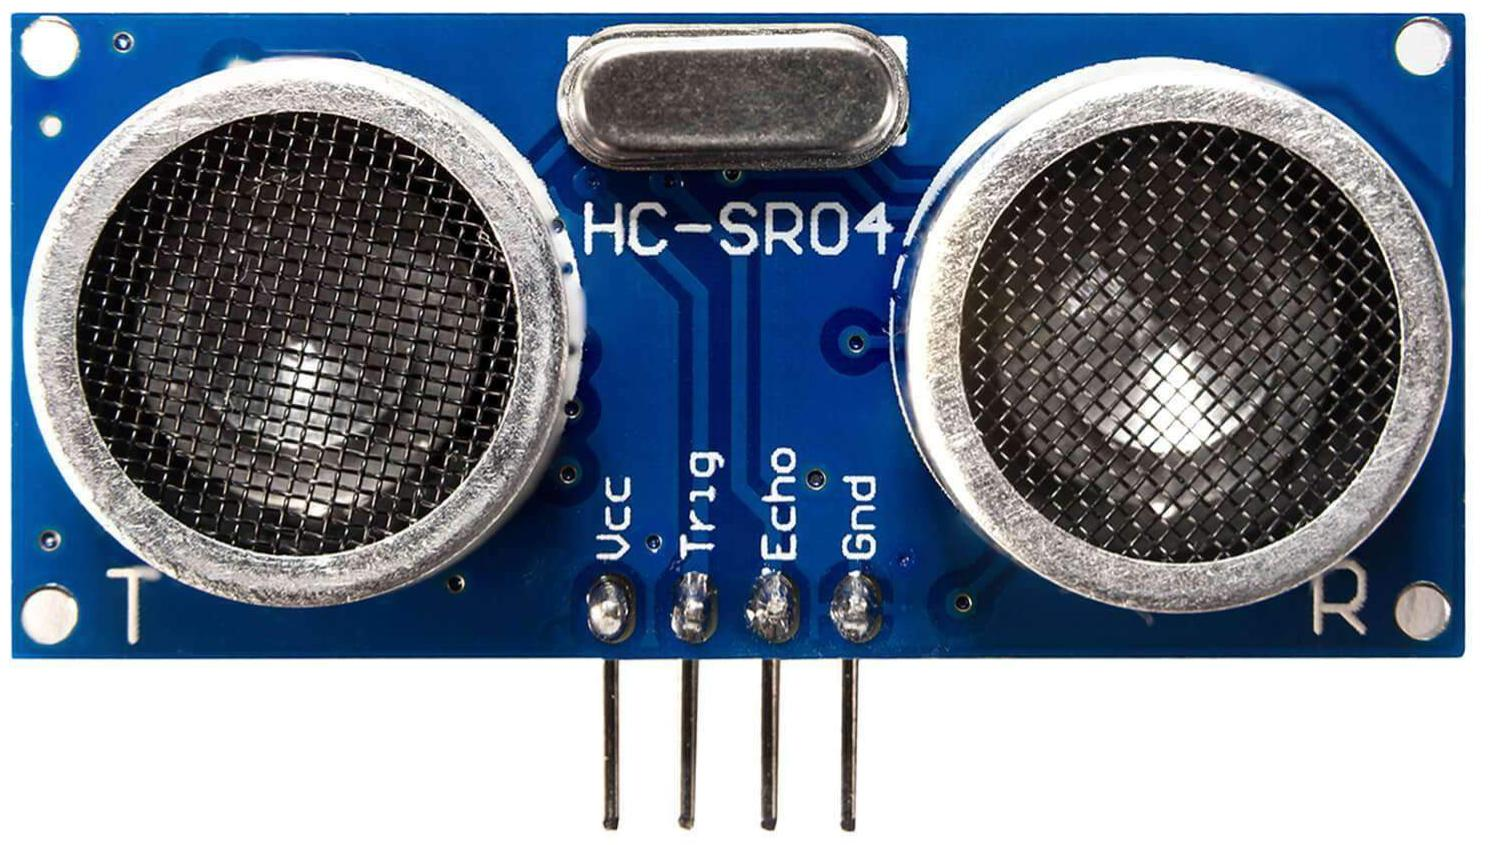 HC-SR04
Vcc
Trig
Echo
Gnd
T
R